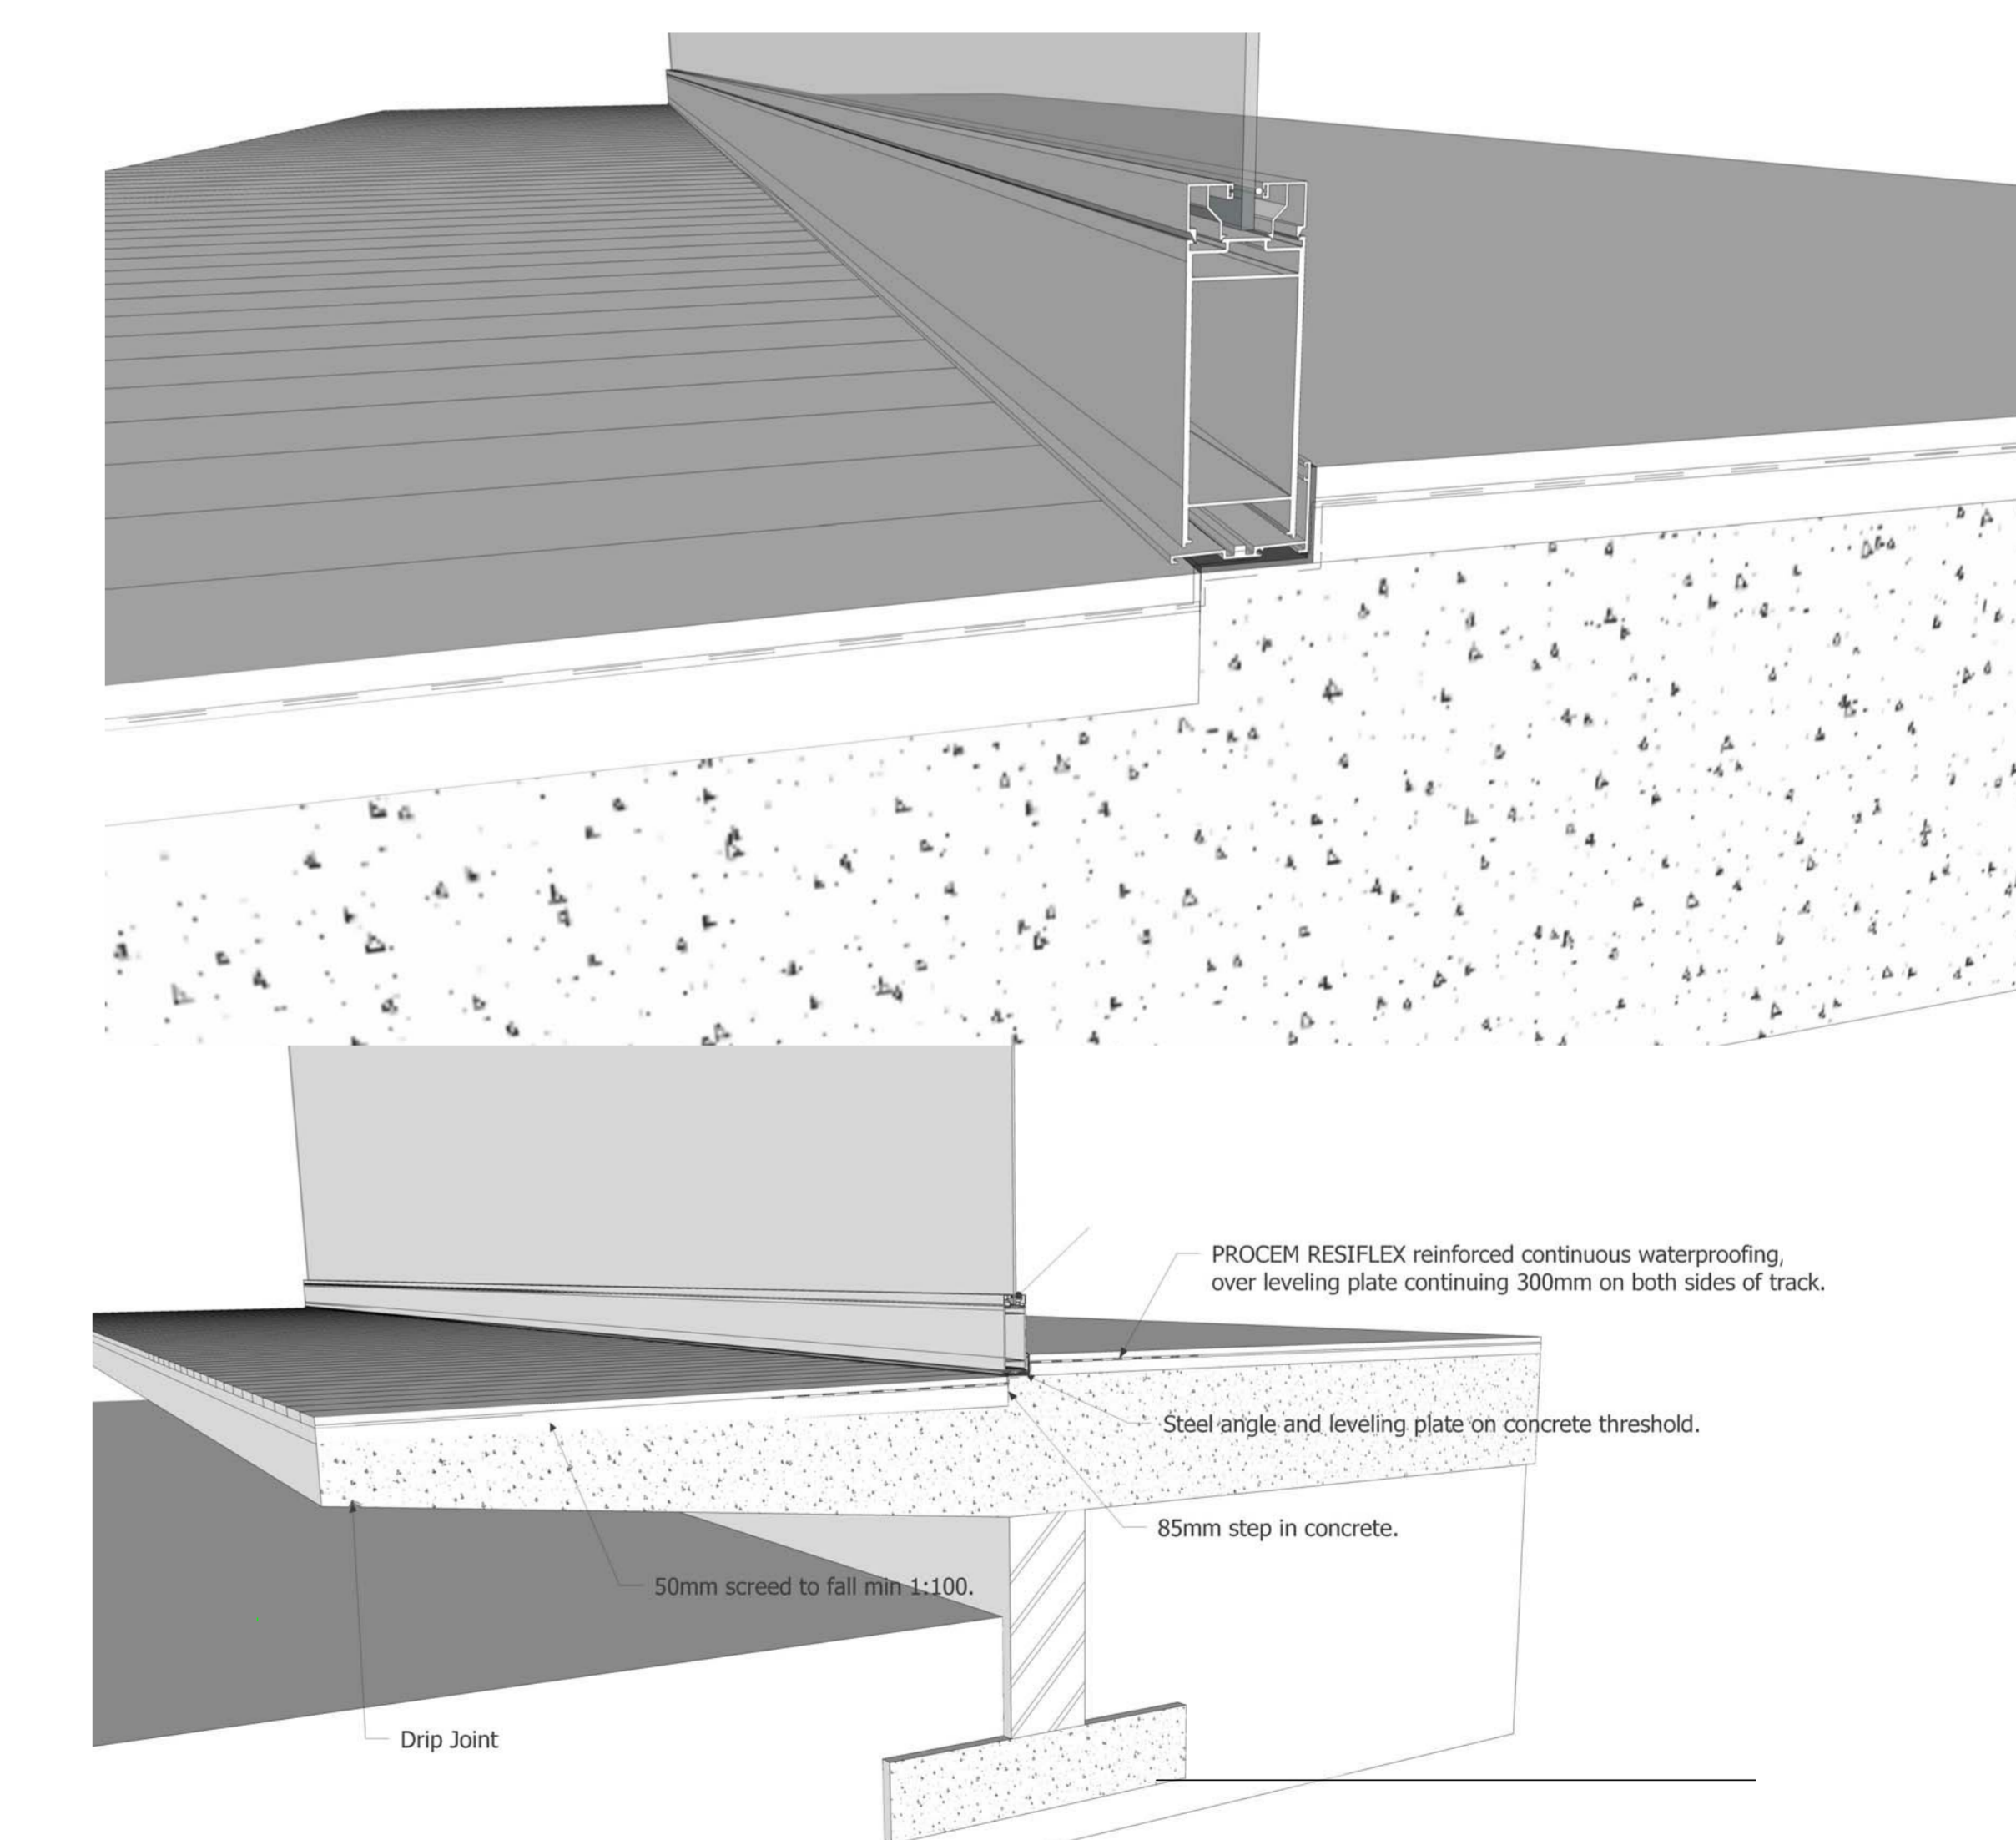 PROCEM RESIFLEX reinforced continuous waterproofing,
over leveling plate continuing 300mm on both sides of track.
Steel angle and leveling plate on concrete threshold.
85mm step in concrete.
50mm screed to fall min 1:100.
Drip Joint